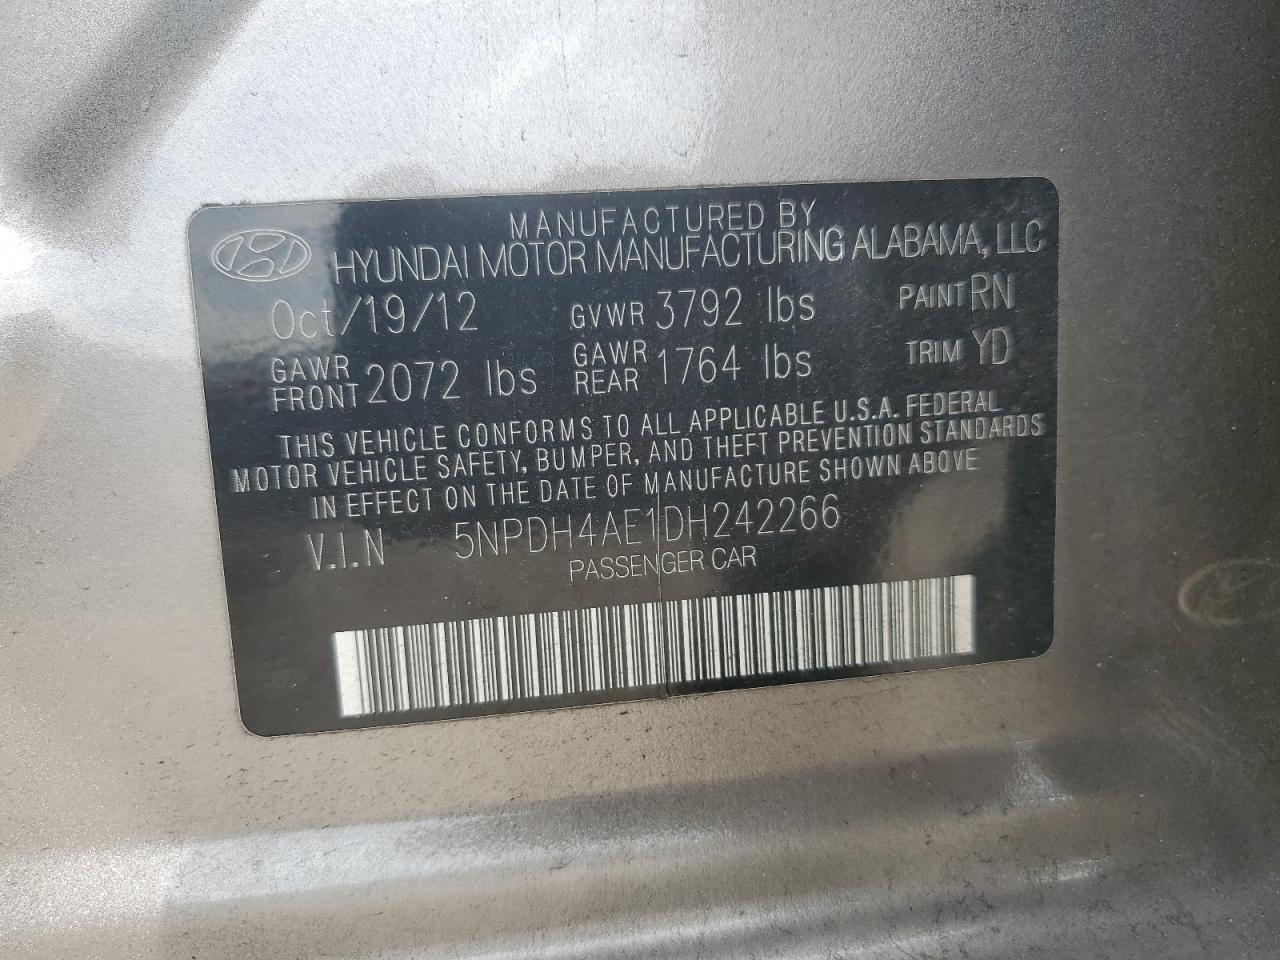 MANUFACTURED BY
HYUNDAI MOTOR MANUFACTURING ALABAMA, LLC
Oct/19/12 GVWR 3792 lbs PAINT RN
GAWR FRONT 2072 lbs GAWR REAR 1764 lbs TRIM YD
THIS VEHICLE CONFORMS TO ALL APPLICABLE U.S.A. FEDERAL
MOTOR VEHICLE SAFETY, BUMPER, AND THEFT PREVENTION STANDARDS
IN EFFECT ON THE DATE OF MANUFACTURE SHOWN ABOVE
V.I.N 5NPDH4AE1DH242266
PASSENGER CAR